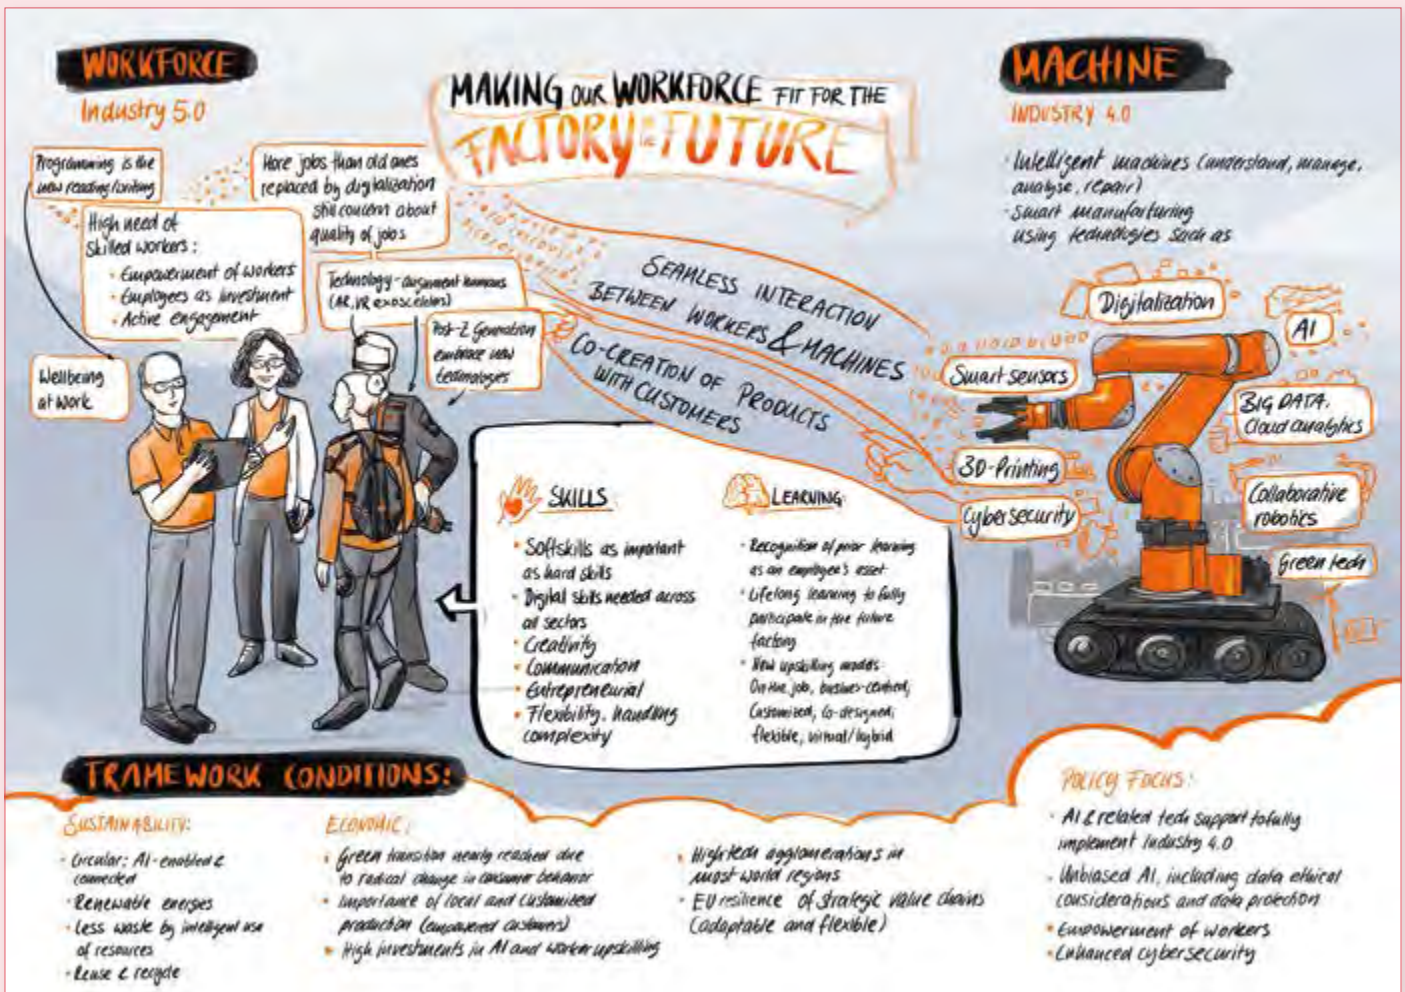 WORKFORCE
Industry 5.0
MAKING OUR WORKFORCE FIT FOR THE
FACTORY OF THE FUTURE
MACHINE
INDUSTRY 4.0
· Intelligent machines (understand, manage,
analyse, repair)
· Smart manufacturing
using technologies such as
Programming is the
new reading/writing
More jobs than old ones
replaced by digitalization
still concern about
quality of jobs
High need of
skilled workers:
• Empowerment of workers
• Employees as investment
• Active engagement
Technology-augment humans
(AR, VR exosceletors)
Post-Z Generation
embrace new
technologies
Wellbeing
at work
SEAMLESS INTERACTION
BETWEEN WORKERS & MACHINES
CO-CREATION OF PRODUCTS
WITH CUSTOMERS
Digitalization
AI
Smart sensors
BIG DATA.
Cloud analytics
3D-Printing
Cybersecurity
Collaborative
robotics
Green tech
SKILLS
• Softskills as important
as hard skills
• Digital skills needed across
all sectors
• Creativity
• Communication
• Entrepreneurial
• Flexibility, handling
complexity
LEARNING
• Recognition of prior learning
as an employee's asset
• Lifelong learning to fully
participate in the future
factory
• New upskilling models
On the job, busines-centred,
Customized, Co-designed,
flexible, virtual/hybrid
FRAMEWORK CONDITIONS:
SUSTAINABILITY:
· Circular: AI-enabled &
connected
· Renewable energies
· Less waste by intelligent use
of resources
· Reuse & recycle
ECONOMIC:
• Green transition nearly reached due
to radical change in consumer behavior
• Importance of local and customized
production (empowered customers)
• High investments in AI and worker upskilling
• Hightech agglomerations in
most world regions
• EU resilience of strategic value chains
(adaptable and flexible)
POLICY FOCUS:
· AI & related tech support to fully
implement Industry 4.0
· Unbiased AI, including data ethical
considerations and data protection
• Empowerment of workers
• Enhanced cybersecurity